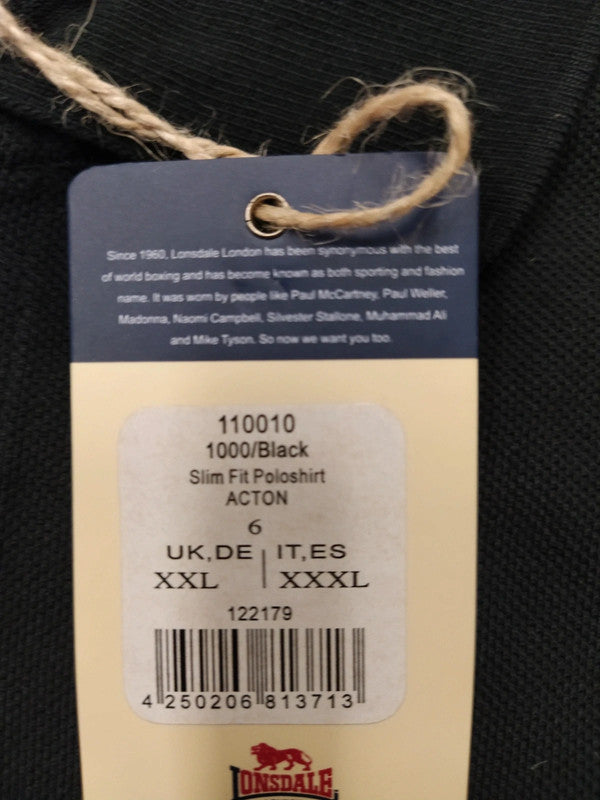 Since 1960, Lonsdale London has been synonymous with the best
of world boxing and has become known as both sporting and fashion
name. It was worn by people like Paul McCartney, Paul Weller,
Madonna, Naomi Campbell, Silvester Stallone, Muhammad Ali
and Mike Tyson. So now we want you too.
110010
1000/Black
Slim Fit Poloshirt
ACTON
6
UK,DE | IT,ES
XXL | XXXL
122179
4 250206 813713
LONSDALE